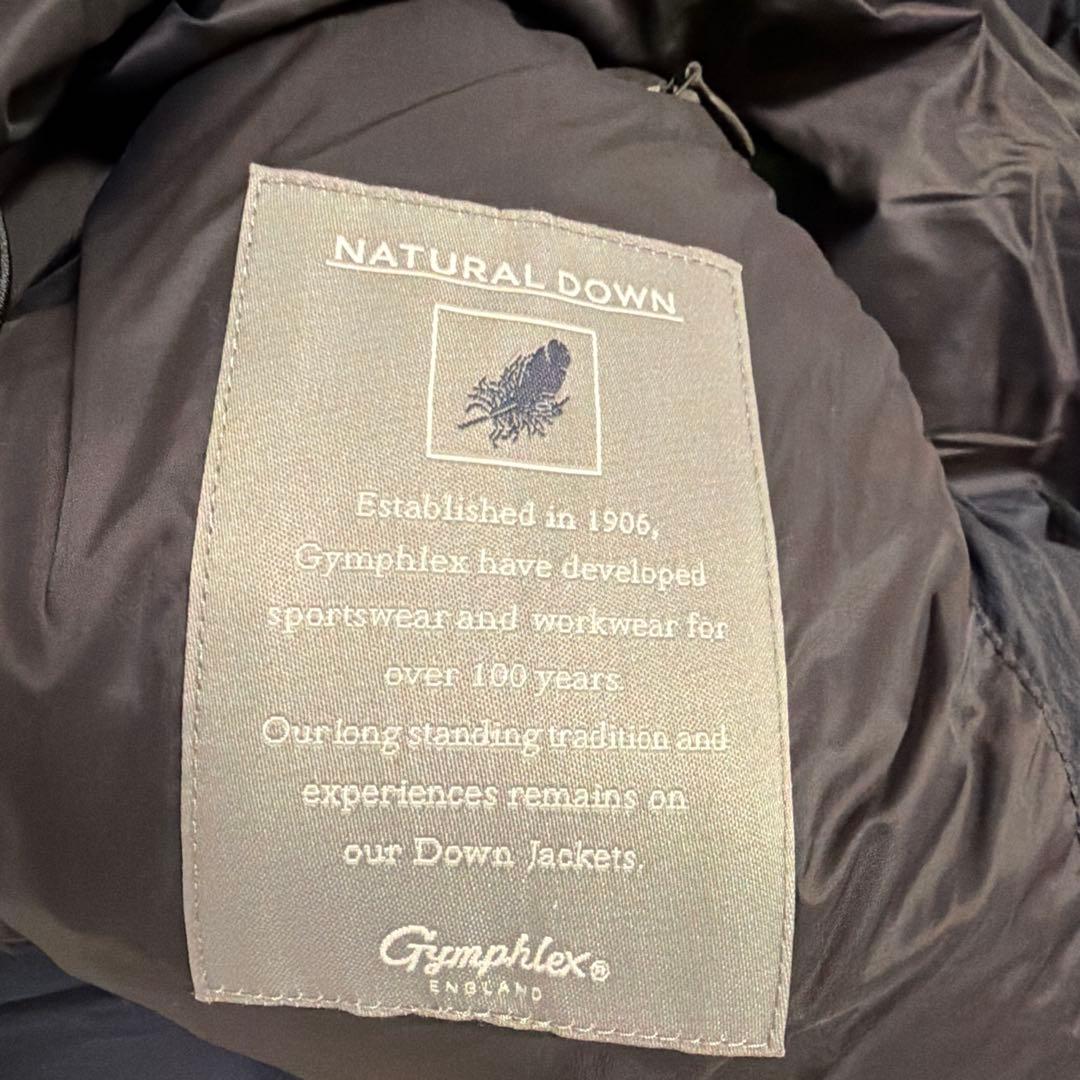 NATURAL DOWN
Established in 1906,
Gymphlex have developed
sportswear and workwear for
over 100 years
Our long standing tradition and
experiences remains on
our Down Jackets.
Gymphlex®
ENGLAND